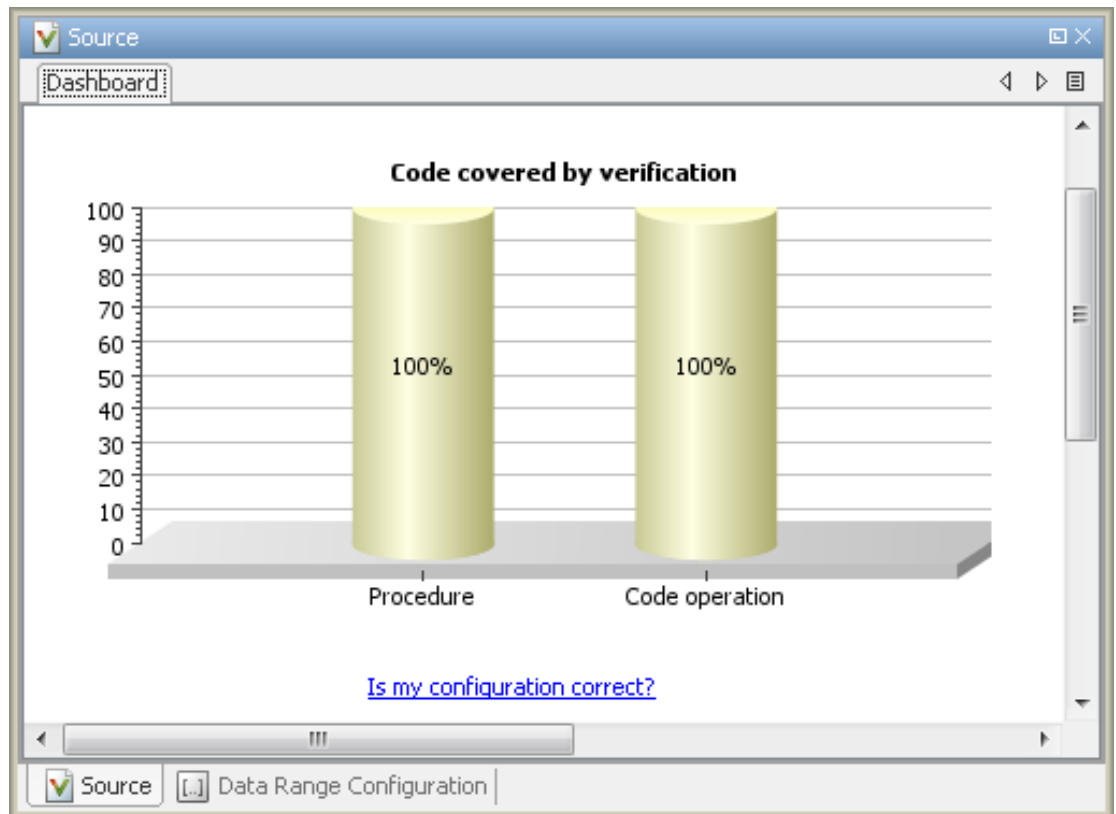 Source
Dashboard
Code covered by verification
100
90
80
70
60
50
40
30
20
10
0
100%
100%
Procedure
Code operation
Is my configuration correct?
Source
[..] Data Range Configuration